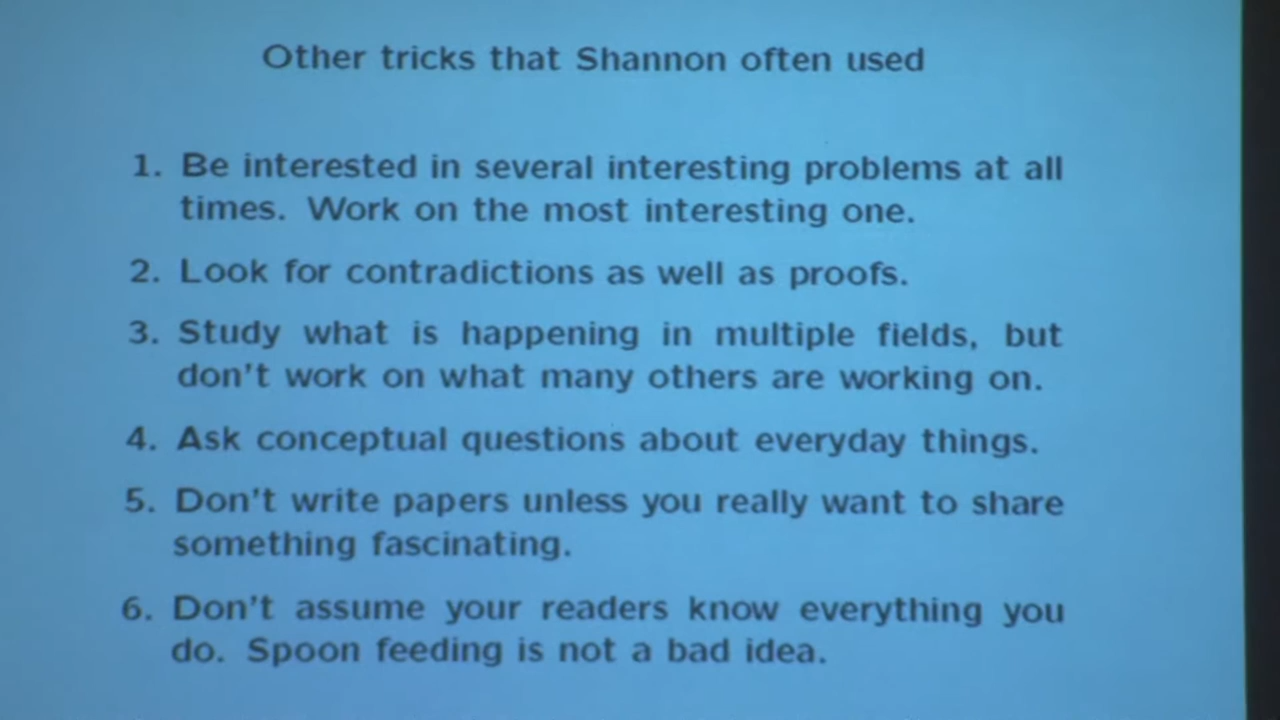 Other tricks that Shannon often used
1. Be interested in several interesting problems at all
times. Work on the most interesting one.
2. Look for contradictions as well as proofs.
3. Study what is happening in multiple fields, but
don't work on what many others are working on.
4. Ask conceptual questions about everyday things.
5. Don't write papers unless you really want to share
something fascinating.
6. Don't assume your readers know everything you
do. Spoon feeding is not a bad idea.